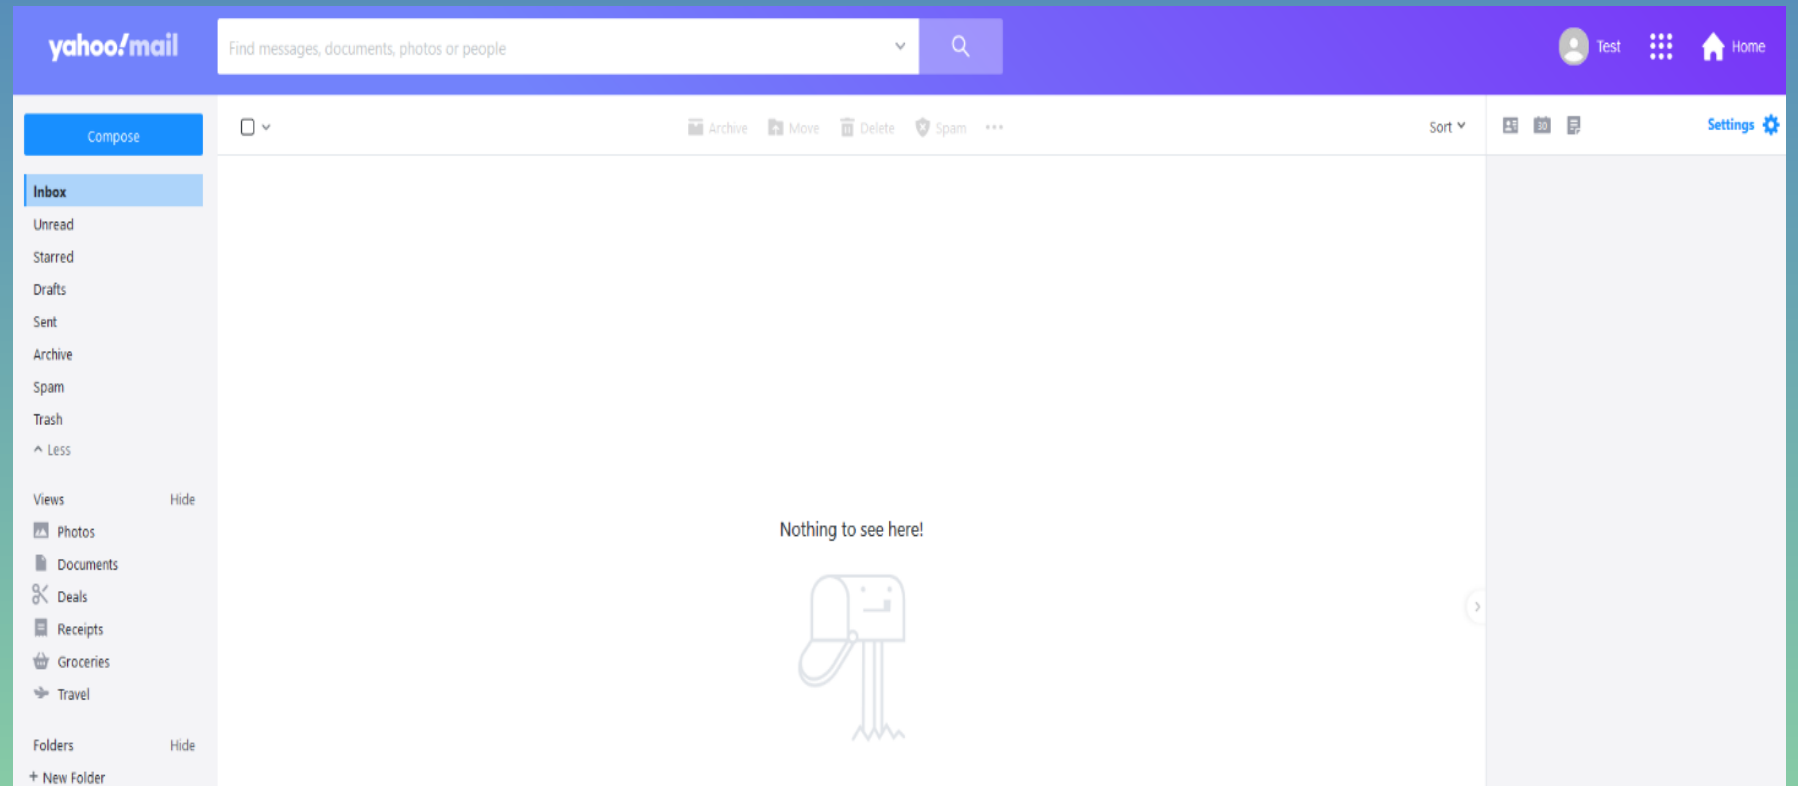 yahoo!mail
Find messages, documents, photos or people
Test
Home
Compose
Archive Move Delete Spam
Sort
30
Settings
Inbox
Unread
Starred
Drafts
Sent
Archive
Spam
Trash
Less
Views Hide
Photos
Documents
Deals
Receipts
Groceries
Travel
Folders Hide
+ New Folder
Nothing to see here!